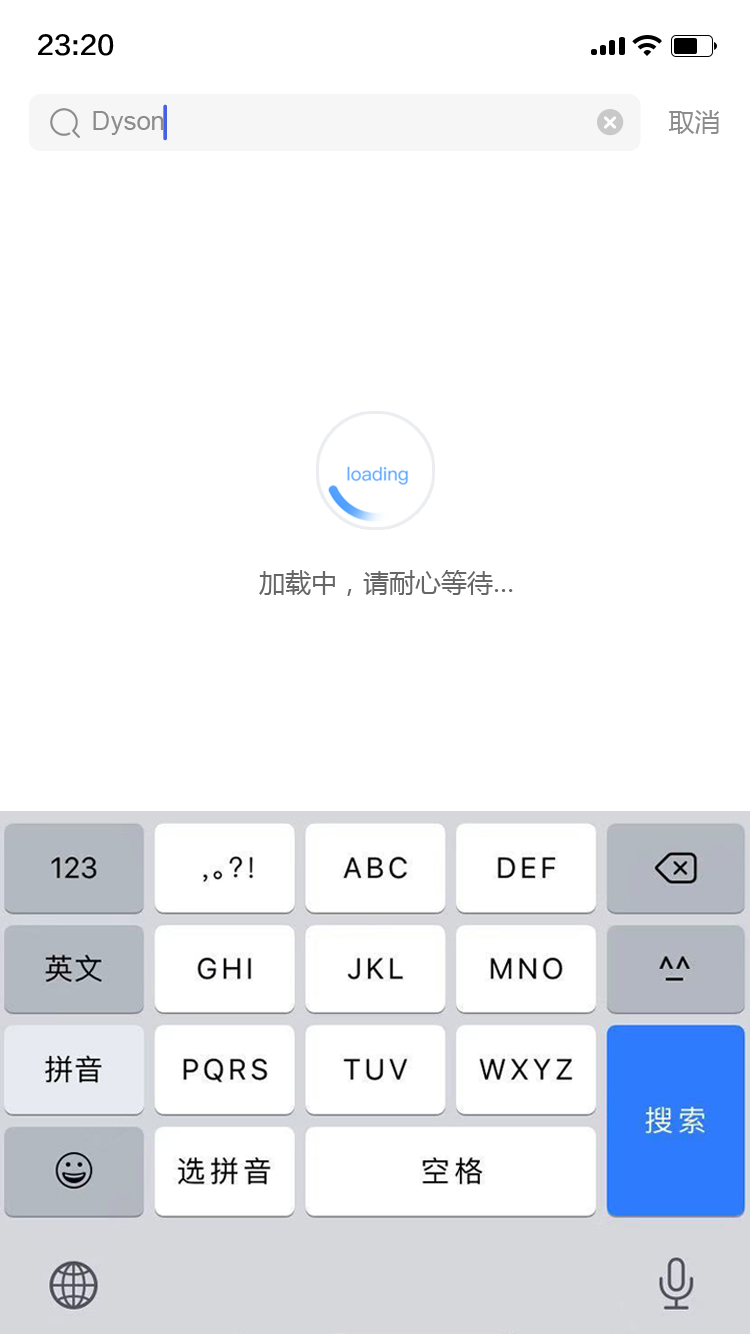 23:20
Dyson
取消
loading
加载中，请耐心等待...
123
,。?!
ABC
DEF
英文
GHI
JKL
MNO
^^
拼音
PQRS
TUV
WXYZ
搜索
选拼音
空格